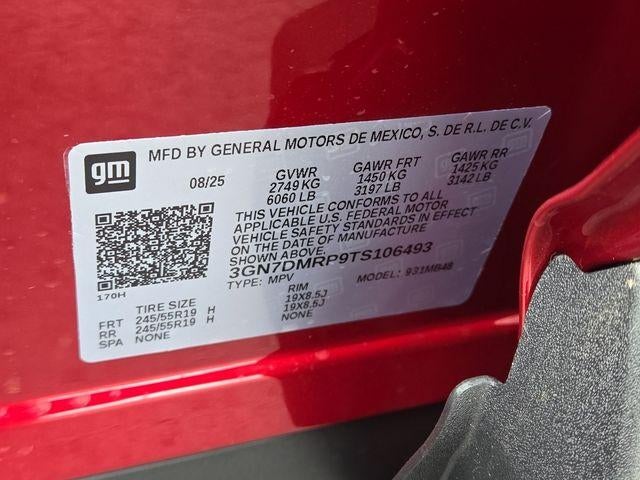 gm
MFD BY GENERAL MOTORS DE MEXICO, S. DE R.L. DE C.V.
08/25 GVWR GAWR FRT GAWR RR
2749 KG 1450 KG 1425 KG
6060 LB 3197 LB 3142 LB
THIS VEHICLE CONFORMS TO ALL
APPLICABLE U.S. FEDERAL MOTOR
VEHICLE SAFETY STANDARDS IN EFFECT
ON THE DATE OF MANUFACTURE
3GN7DMRP9TS106493
TYPE: MPV MODEL: 931MB48
170H
TIRE SIZE RIM
FRT 245/55R19 H 19X8.5J
RR 245/55R19 H 19X8.5J
SPA NONE NONE